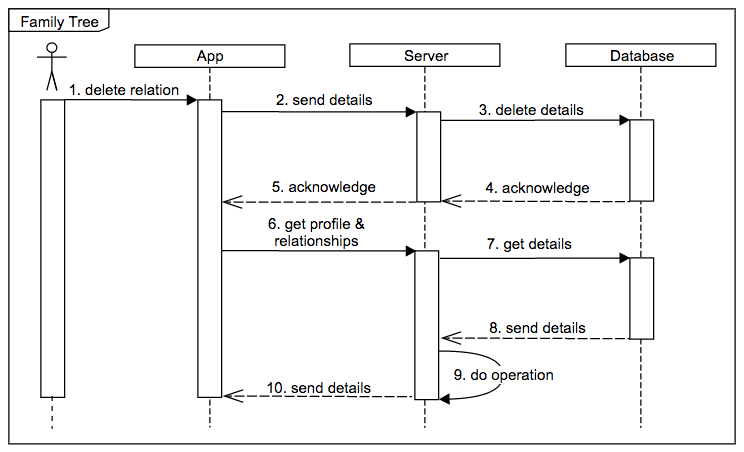 Family Tree
App
Server
Database
1. delete relation
2. send details
3. delete details
4. acknowledge
5. acknowledge
6. get profile &
relationships
7. get details
8. send details
9. do operation
10. send details